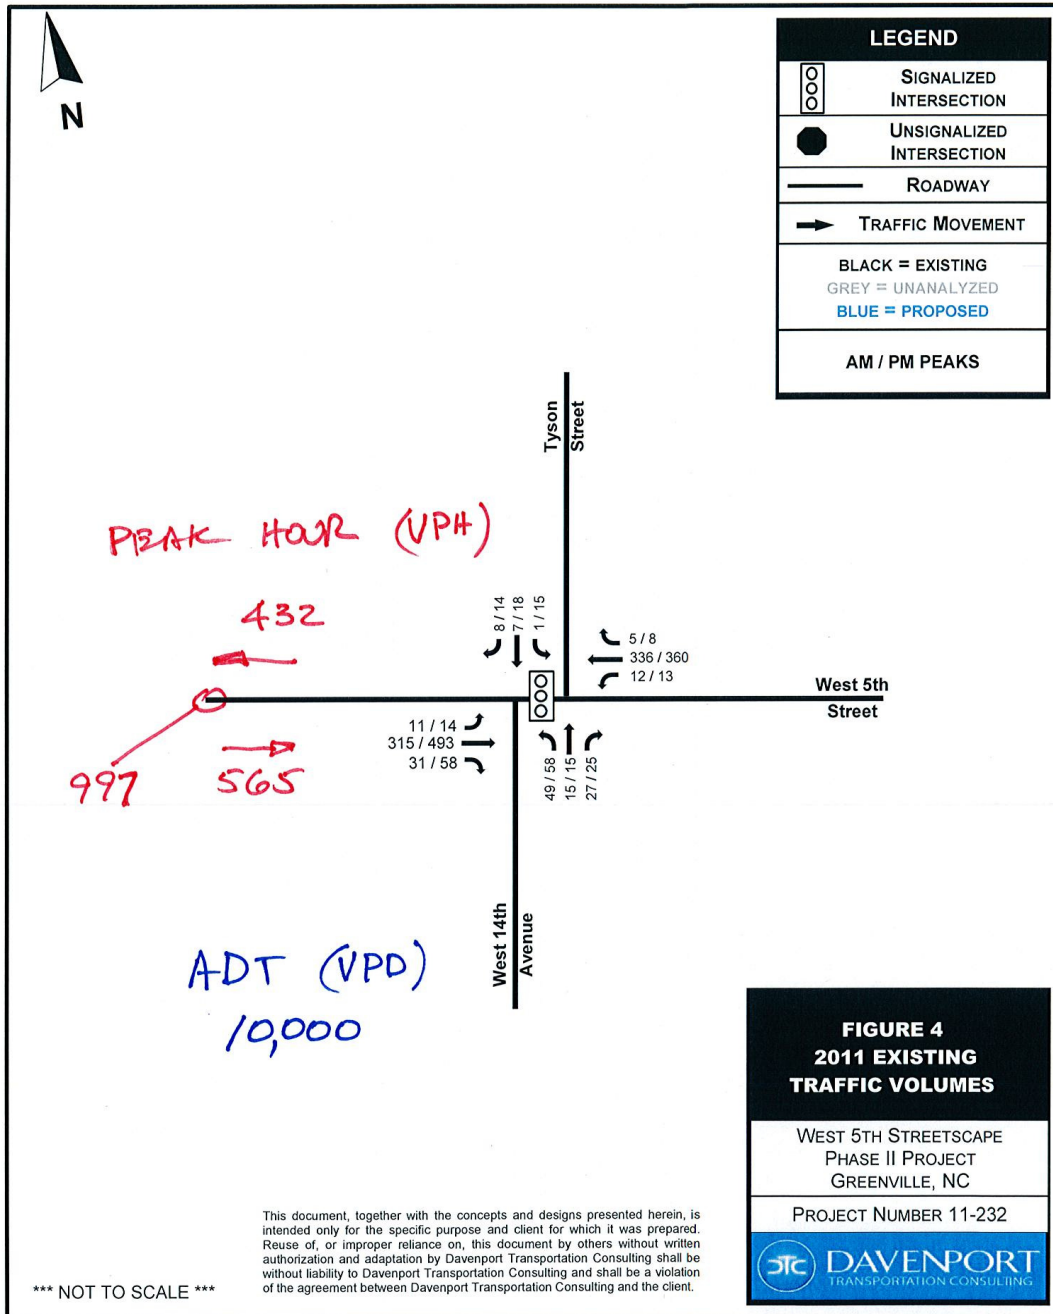 N
LEGEND
SIGNALIZED
INTERSECTION
UNSIGNALIZED
INTERSECTION
ROADWAY
TRAFFIC MOVEMENT
BLACK = EXISTING
GREY = UNANALYZED
BLUE = PROPOSED
AM / PM PEAKS
Tyson
Street
PEAK HOUR (VPH)
432
8 / 14
7 / 18
1 / 15
5 / 8
336 / 360
12 / 13
West 5th
Street
11 / 14
315 / 493
31 / 58
49 / 58
15 / 15
27 / 25
997
565
West 14th
Avenue
ADT (VPD)
10,000
FIGURE 4
2011 EXISTING
TRAFFIC VOLUMES
WEST 5TH STREETSCAPE
PHASE II PROJECT
GREENVILLE, NC
PROJECT NUMBER 11-232
DTC DAVENPORT
TRANSPORTATION CONSULTING
This document, together with the concepts and designs presented herein, is
intended only for the specific purpose and client for which it was prepared.
Reuse of, or improper reliance on, this document by others without written
authorization and adaptation by Davenport Transportation Consulting shall be
without liability to Davenport Transportation Consulting and shall be a violation
of the agreement between Davenport Transportation Consulting and the client.
*** NOT TO SCALE ***